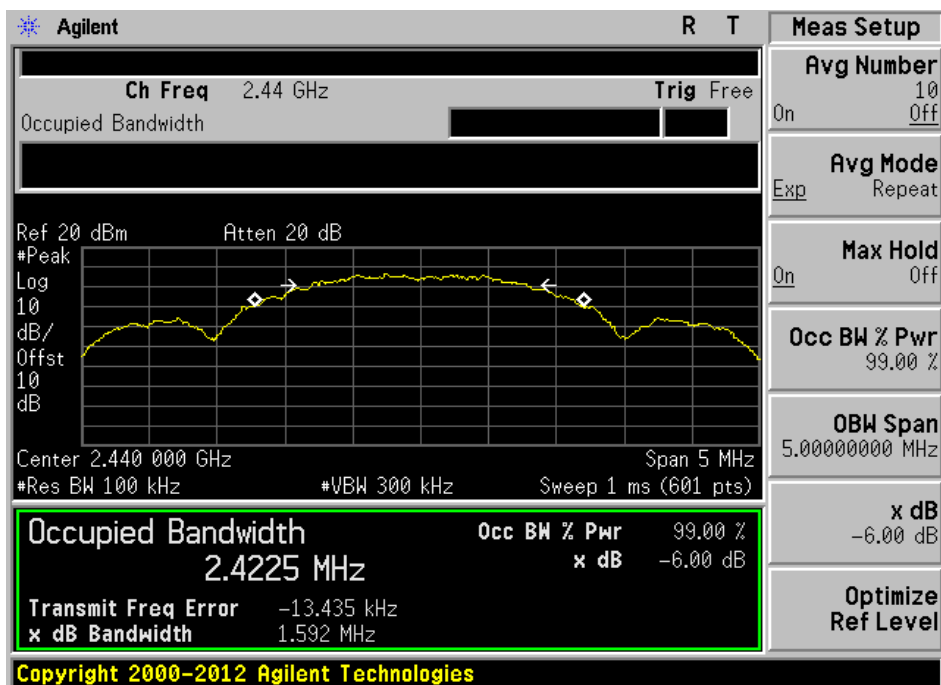 Agilent R T
Ch Freq 2.44 GHz Trig Free
Occupied Bandwidth
Ref 20 dBm Atten 20 dB
#Peak
Log
10
dB/
Offst
10
dB
Center 2.440 000 GHz Span 5 MHz
#Res BW 100 kHz #VBW 300 kHz Sweep 1 ms (601 pts)
Occupied Bandwidth Occ BW % Pwr 99.00 %
2.4225 MHz x dB -6.00 dB
Transmit Freq Error -13.435 kHz
x dB Bandwidth 1.592 MHz
Copyright 2000-2012 Agilent Technologies
Meas Setup
Avg Number
10
On Off
Avg Mode
Exp Repeat
Max Hold
On Off
Occ BW % Pwr
99.00 %
OBW Span
5.00000000 MHz
x dB
-6.00 dB
Optimize
Ref Level